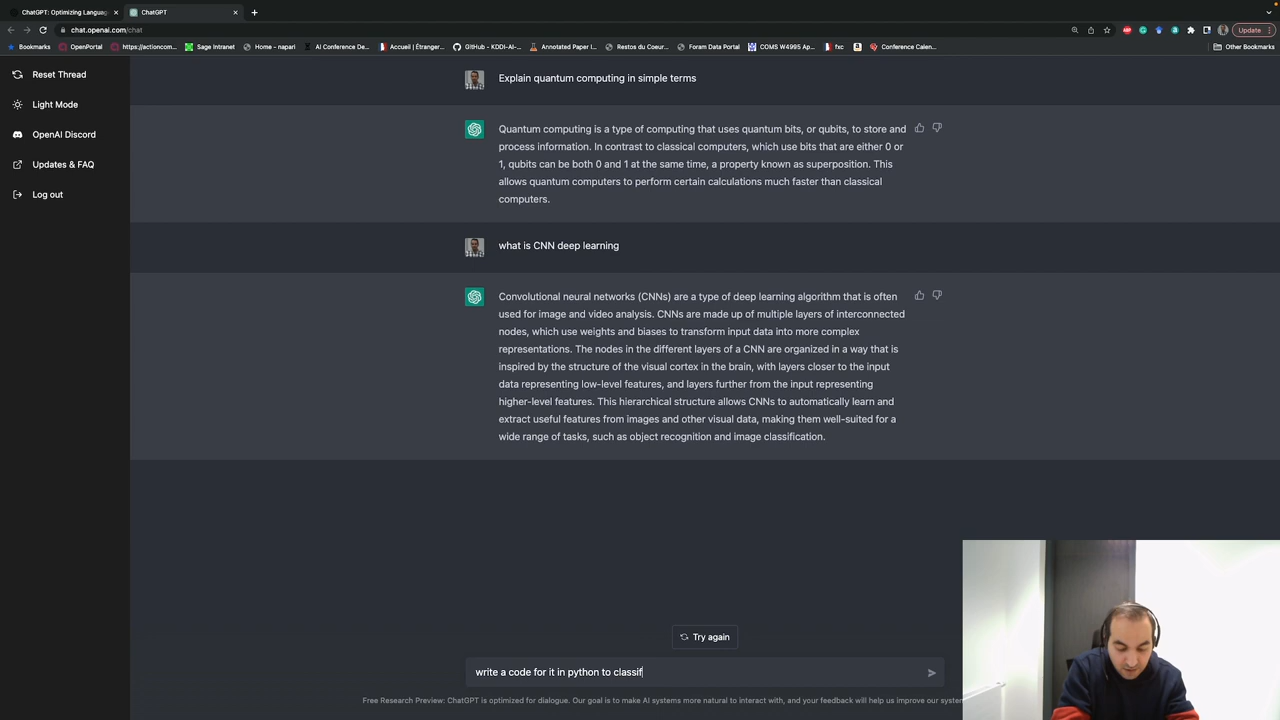 ChatGPT: Optimizing Languag
ChatGPT
chat.openai.com/chat
Update
Bookmarks
OpenPortal
https://actioncom...
Sage Intranet
Home - napari
AI Conference De...
Accueil | Étranger...
GitHub - KDDI-AI-...
Annotated Paper I...
Restos du Coeur...
Foram Data Portal
COMS W4995 Ap...
fxc
Conference Calen...
Other Bookmarks
Reset Thread
Light Mode
OpenAI Discord
Updates & FAQ
Log out
Explain quantum computing in simple terms
Quantum computing is a type of computing that uses quantum bits, or qubits, to store and
process information. In contrast to classical computers, which use bits that are either 0 or
1, qubits can be both 0 and 1 at the same time, a property known as superposition. This
allows quantum computers to perform certain calculations much faster than classical
computers.
what is CNN deep learning
Convolutional neural networks (CNNs) are a type of deep learning algorithm that is often
used for image and video analysis. CNNs are made up of multiple layers of interconnected
nodes, which use weights and biases to transform input data into more complex
representations. The nodes in the different layers of a CNN are organized in a way that is
inspired by the structure of the visual cortex in the brain, with layers closer to the input
data representing low-level features, and layers further from the input representing
higher-level features. This hierarchical structure allows CNNs to automatically learn and
extract useful features from images and other visual data, making them well-suited for a
wide range of tasks, such as object recognition and image classification.
Try again
write a code for it in python to classif
Free Research Preview: ChatGPT is optimized for dialogue. Our goal is to make AI systems more natural to interact with, and your feedback will help us improve our system